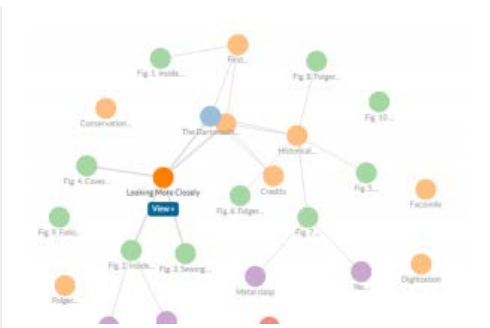 First...
Fig. 1. Inside...
Fig. 8. Folger...
Fig. 10...
Conservation...
The Dartmouth...
Historical...
Fig. 4. Cover...
Looking More Closely
View »
Credits
Fig. 5...
Fig. 6. Folger...
Facsimile
Fig. 9. Folio...
Fig. 7...
Fig. 2. Inside...
Fig. 3. Sewing...
Metal clasp
No...
Digitization
Folger...